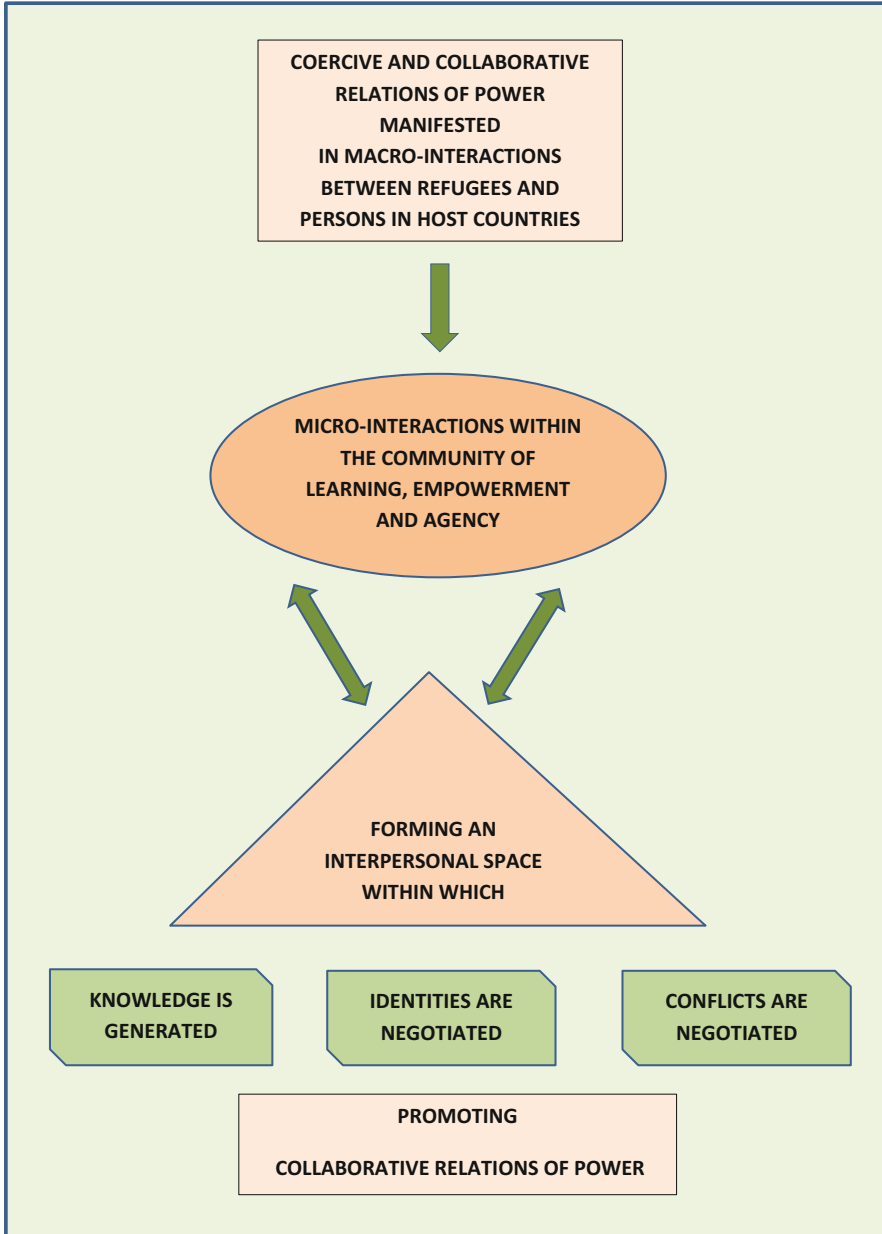 COERCIVE AND COLLABORATIVE
RELATIONS OF POWER
MANIFESTED
IN MACRO-INTERACTIONS
BETWEEN REFUGEES AND
PERSONS IN HOST COUNTRIES
MICRO-INTERACTIONS WITHIN
THE COMMUNITY OF
LEARNING, EMPOWERMENT
AND AGENCY
FORMING AN
INTERPERSONAL SPACE
WITHIN WHICH
KNOWLEDGE IS
GENERATED
IDENTITIES ARE
NEGOTIATED
CONFLICTS ARE
NEGOTIATED
PROMOTING
COLLABORATIVE RELATIONS OF POWER